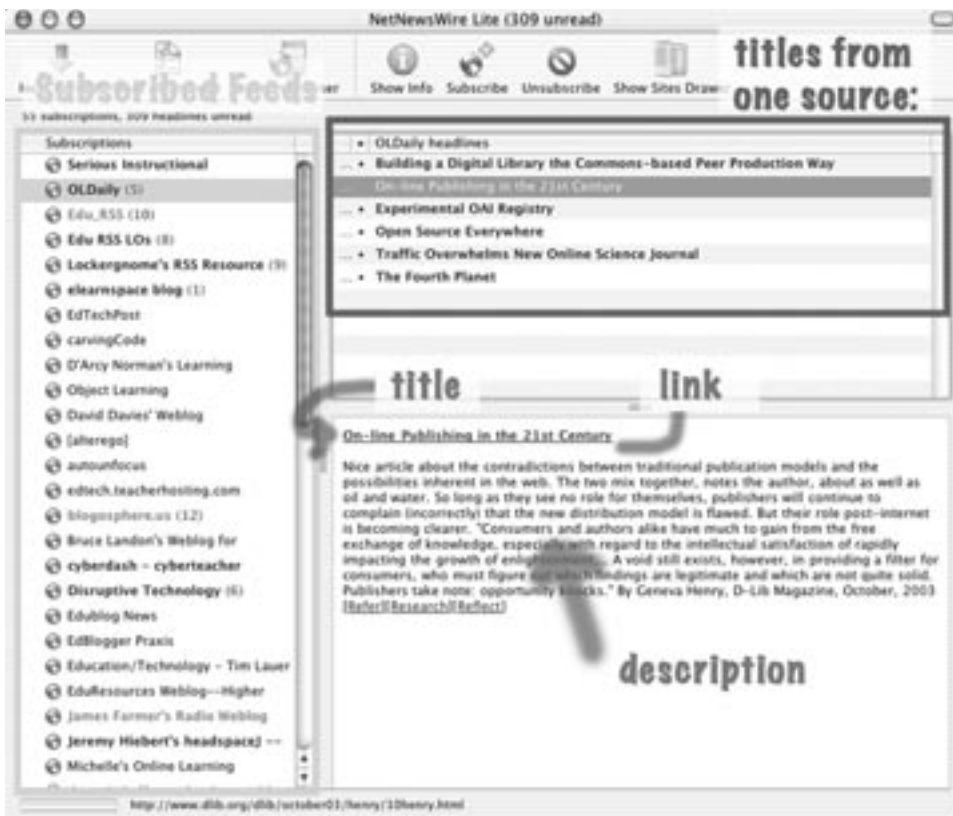 NetNewsWire Lite (309 unread)
Show Info Subscribe Unsubscribe Show Sites Drawer
titles from
one source:
Subscribed Feeds
55 subscriptions, 309 headlines unread
Subscriptions
Serious Instructional
OLDaily (5)
Edu_RSS (10)
Edu RSS LOs (8)
Lockergnome's RSS Resource (9)
elearnspace blog (1)
EdTechPost
carvingCode
D'Arcy Norman's Learning
Object Learning
David Davies' Weblog
[alterego]
autounfocus
edtech.teacherhosting.com
blogosphere.us (12)
Bruce Landon's Weblog for
cyberdash - cyberteacher
Disruptive Technology (6)
Edublog News
EdBlogger Praxis
Education/Technology - Tim Lauer
EduResources Weblog--Higher
James Farmer's Radio Weblog
Jeremy Hiebert's headspaceJ --
Michelle's Online Learning
OLDaily headlines
... • Building a Digital Library the Commons-based Peer Production Way
... On-line Publishing in the 21st Century
... • Experimental OAI Registry
... • Open Source Everywhere
... • Traffic Overwhelms New Online Science Journal
... • The Fourth Planet
title
link
On-line Publishing in the 21st Century
Nice article about the contradictions between traditional publication models and the
possibilities inherent in the web. The two mix together, notes the author, about as well as
oil and water. So long as they see no role for themselves, publishers will continue to
complain (incorrectly) that the new distribution model is flawed. But their role post-internet
is becoming clearer. "Consumers and authors alike have much to gain from the free
exchange of knowledge, especially with regard to the intellectual satisfaction of rapidly
impacting the growth of enlightenment... A void still exists, however, in providing a filter for
consumers, who must figure out which findings are legitimate and which are not quite solid.
Publishers take note: opportunity knocks." By Geneva Henry, D-Lib Magazine, October, 2003
[Refer][Research][Reflect]
description
http://www.dlib.org/dlib/october03/henry/10henry.html